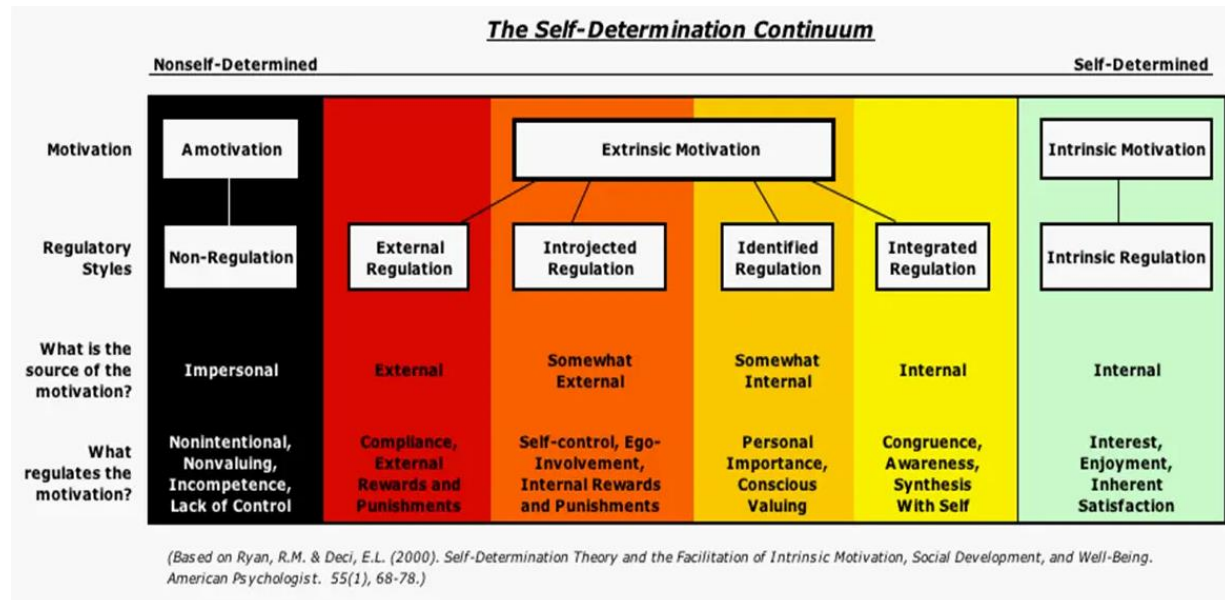 The Self-Determination Continuum
Nonself-Determined
Self-Determined
Motivation
Amotivation
Extrinsic Motivation
Intrinsic Motivation
Regulatory
Styles
Non-Regulation
External
Regulation
Introjected
Regulation
Identified
Regulation
Integrated
Regulation
Intrinsic Regulation
What is the
source of the
motivation?
Impersonal
External
Somewhat
External
Somewhat
Internal
Internal
Internal
What
regulates the
motivation?
Nonintentional,
Nonvaluing,
Incompetence,
Lack of Control
Compliance,
External
Rewards and
Punishments
Self-control, Ego-
Involvement,
Internal Rewards
and Punishments
Personal
Importance,
Conscious
Valuing
Congruence,
Awareness,
Synthesis
With Self
Interest,
Enjoyment,
Inherent
Satisfaction
(Based on Ryan, R.M. & Deci, E.L. (2000). Self-Determination Theory and the Facilitation of Intrinsic Motivation, Social Development, and Well-Being.
American Psychologist. 55(1), 68-78.)